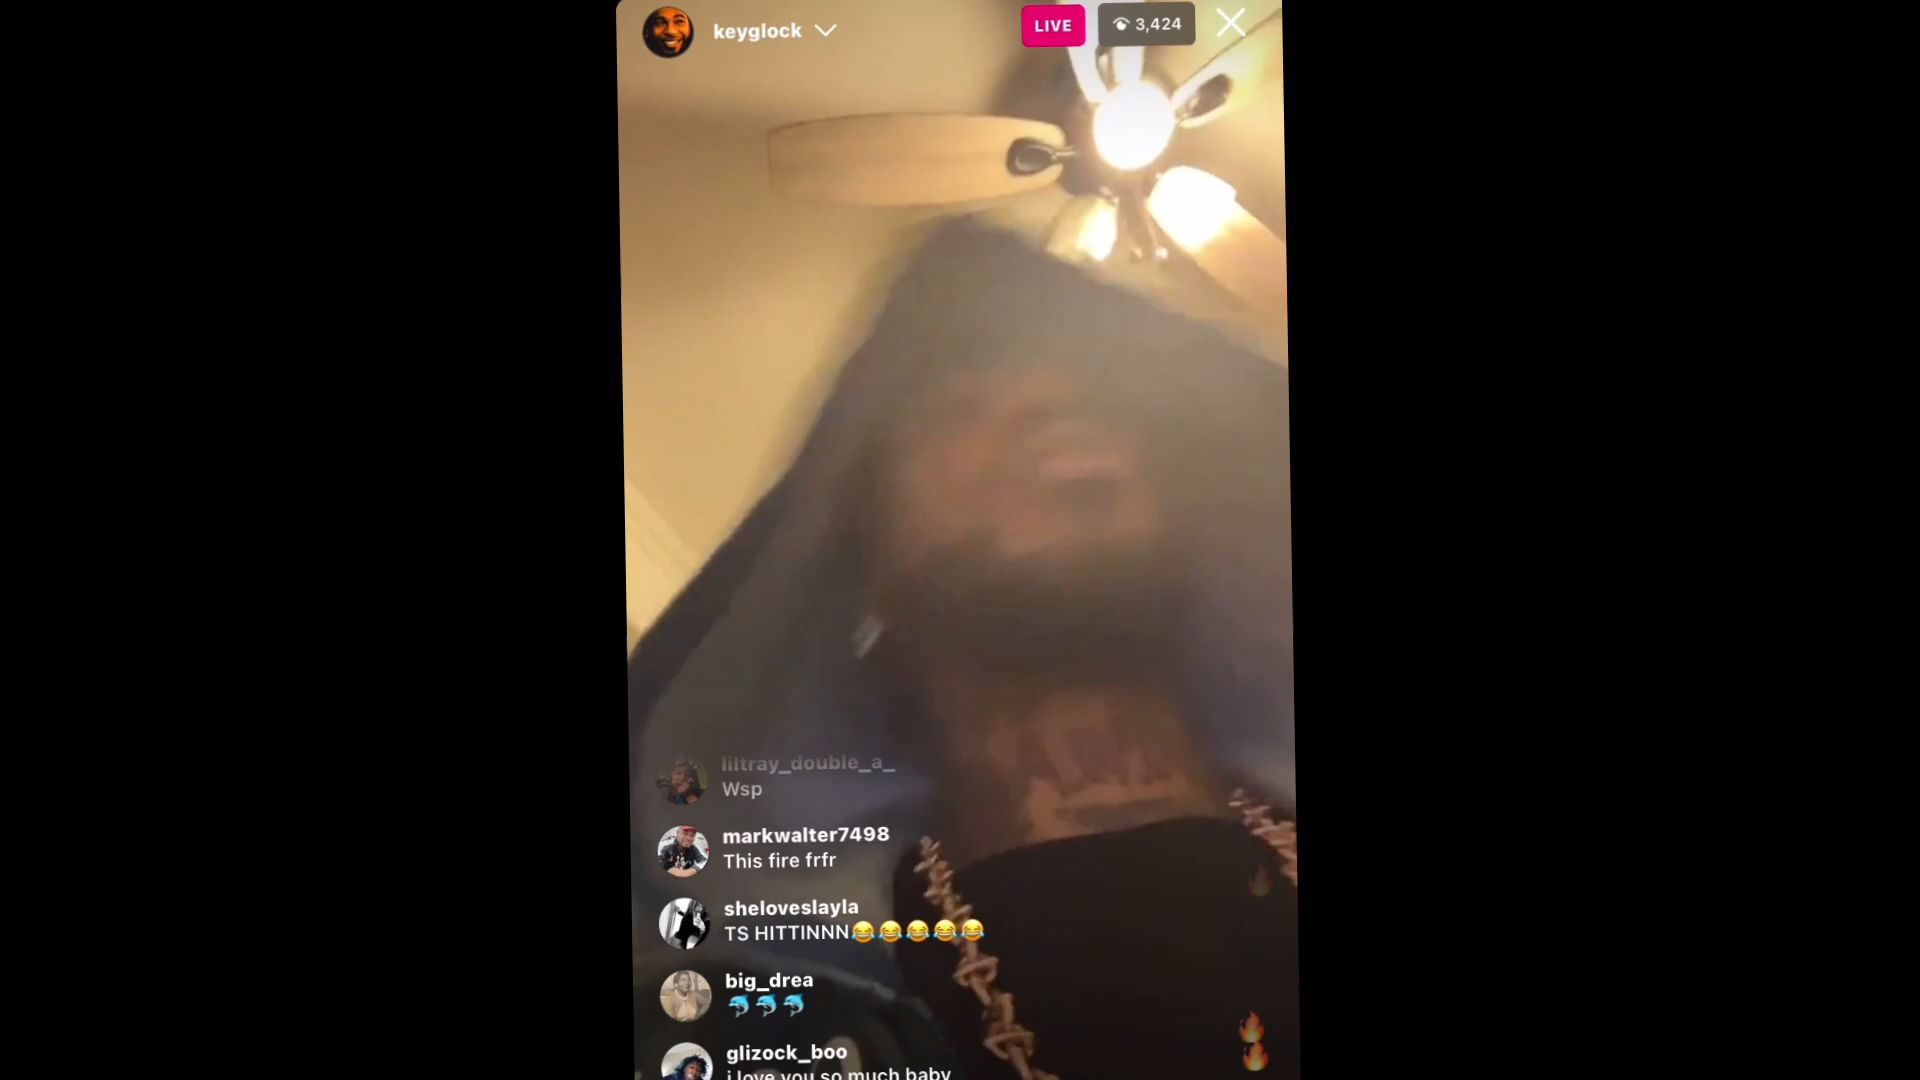 keyglock
LIVE
3,424
liltray_double_a_
Wsp
markwalter7498
This fire frfr
sheloveslayla
TS HITTINNN😂😂😂😂😂
big_drea
🐬🐬🐬
glizock_boo
i love you so much baby